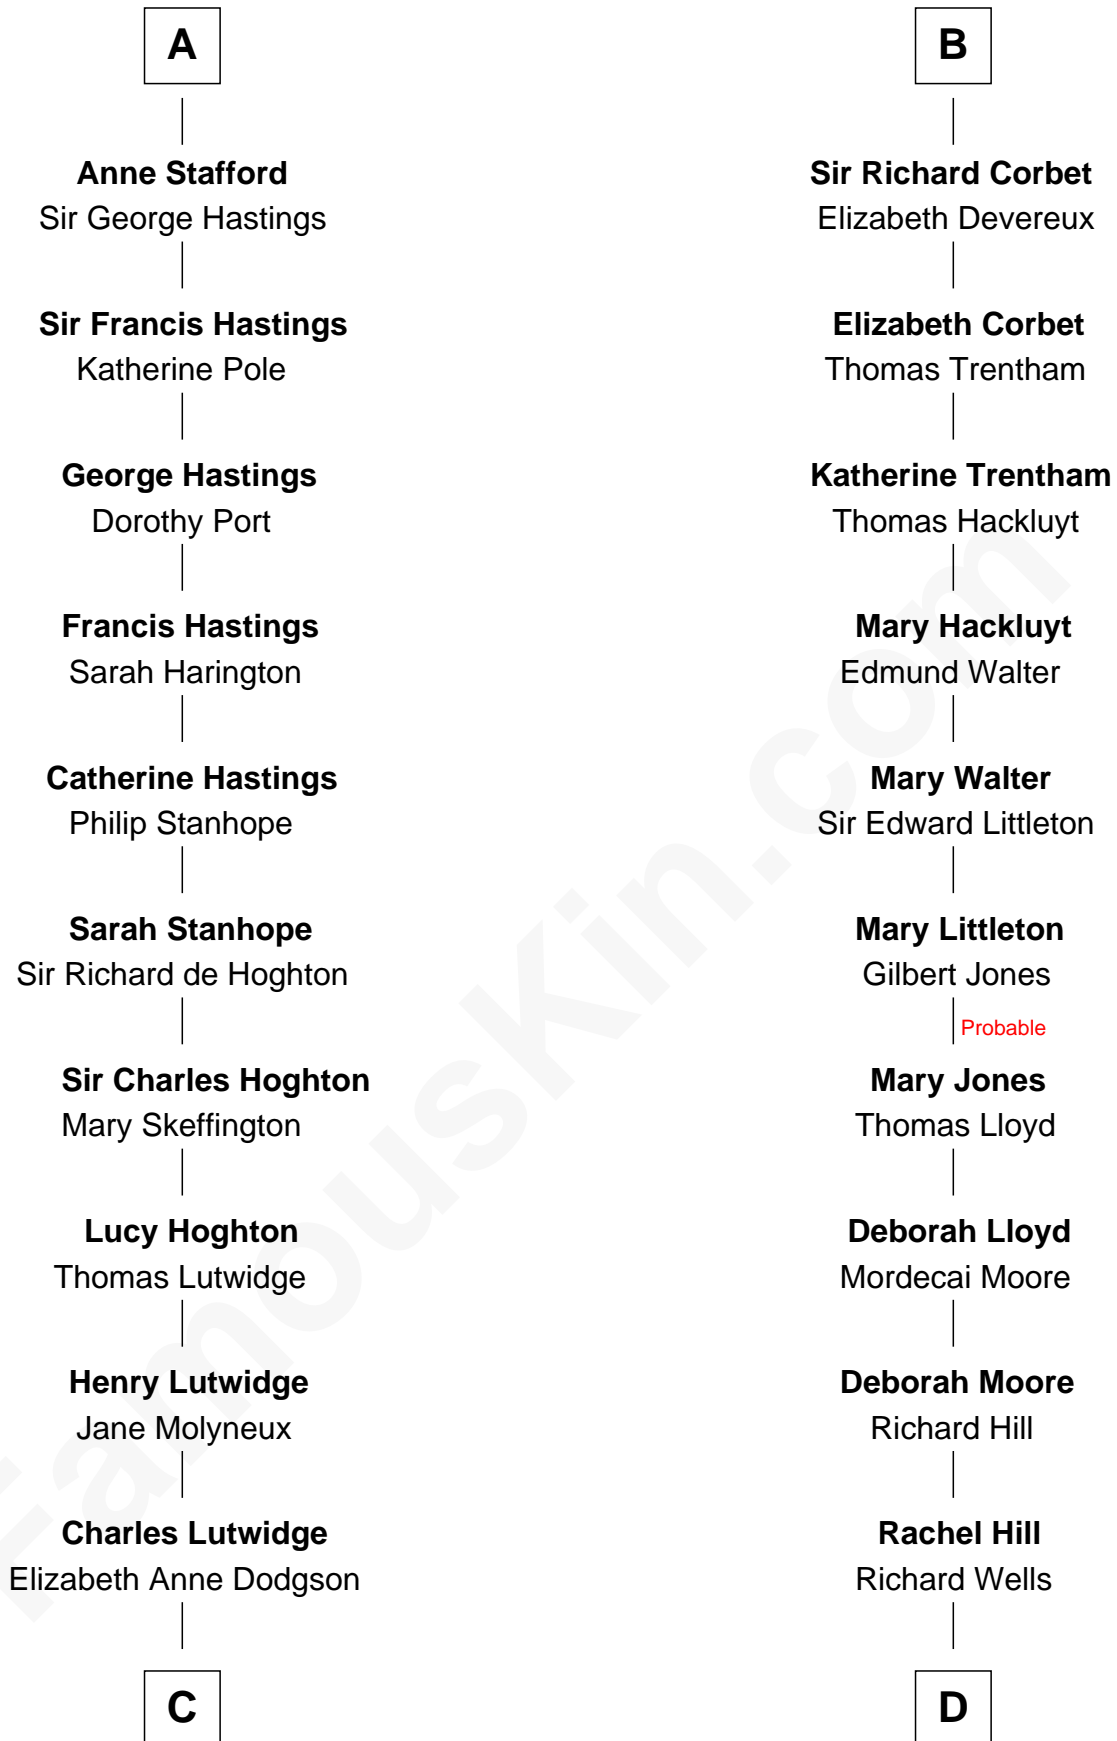 A
Anne Stafford
Sir George Hastings
Sir Francis Hastings
Katherine Pole
George Hastings
Dorothy Port
Francis Hastings
Sarah Harington
Catherine Hastings
Philip Stanhope
Sarah Stanhope
Sir Richard de Hoghton
Sir Charles Hoghton
Mary Skeffington
Lucy Hoghton
Thomas Lutwidge
Henry Lutwidge
Jane Molyneux
Charles Lutwidge
Elizabeth Anne Dodgson
C
B
Sir Richard Corbet
Elizabeth Devereux
Elizabeth Corbet
Thomas Trentham
Katherine Trentham
Thomas Hackluyt
Mary Hackluyt
Edmund Walter
Mary Walter
Sir Edward Littleton
Mary Littleton
Gilbert Jones
Probable
Mary Jones
Thomas Lloyd
Deborah Lloyd
Mordecai Moore
Deborah Moore
Richard Hill
Rachel Hill
Richard Wells
D
FamousKin.com